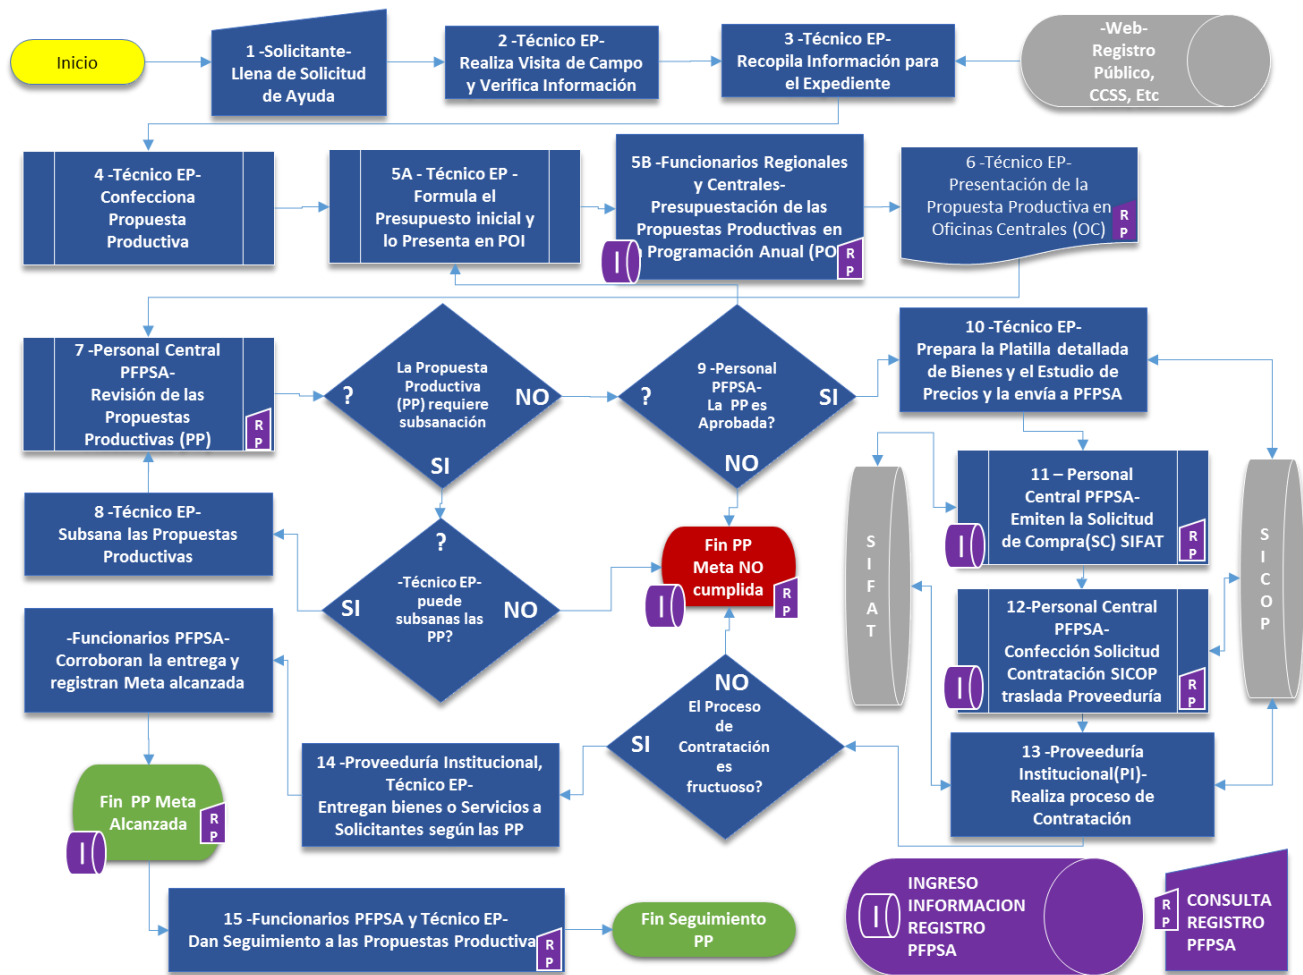 Inicio
1 -Solicitante-
Llena de Solicitud
de Ayuda
2 -Técnico EP-
Realiza Visita de Campo
y Verifica Información
3 -Técnico EP-
Recopila Información para
el Expediente
-Web-
Registro
Público,
CCSS, Etc
4 -Técnico EP-
Confecciona
Propuesta
Productiva
5A - Técnico EP -
Formula el
Presupuesto inicial y
lo Presenta en POI
5B -Funcionarios Regionales
y Centrales-
Presupuestación de las
Propuestas Productivas en
Programación Anual (PO
I
R
P
6 -Técnico EP-
Presentación de la
Propuesta Productiva en
Oficinas Centrales (OC)
R
P
7 -Personal Central
PFPSA-
Revisión de las
Propuestas
Productivas (PP)
R
P
La Propuesta
Productiva
(PP) requiere
subsanación
?
NO
SI
9 -Personal
PFPSA-
La PP es
Aprobada?
?
SI
NO
10 -Técnico EP-
Prepara la Platilla detallada
de Bienes y el Estudio de
Precios y la envía a PFPSA
8 -Técnico EP-
Subsana las Propuestas
Productivas
?
-Técnico EP-
puede
subsanas las
PP?
SI
NO
Fin PP
Meta NO
cumplida
I
R
P
SIFAT
11 – Personal
Central PFPSA-
Emiten la Solicitud
de Compra(SC) SIFAT
I
R
P
SICOP
12-Personal Central
PFPSA-
Confección Solicitud
Contratación SICOP
traslada Proveeduría
I
R
P
-Funcionarios PFPSA-
Corroboran la entrega y
registran Meta alcanzada
NO
El Proceso
de
Contratación
es
fructuoso?
SI
13 -Proveeduría
Institucional(PI)-
Realiza proceso de
Contratación
14 -Proveeduría Institucional,
Técnico EP-
Entregan bienes o Servicios a
Solicitantes según las PP
Fin PP Meta
Alcanzada
I
R
P
15 -Funcionarios PFPSA y Técnico EP-
Dan Seguimiento a las Propuestas Productiva
R
P
Fin Seguimiento
PP
I
INGRESO
INFORMACION
REGISTRO
PFPSA
R
P
CONSULTA
REGISTRO
PFPSA